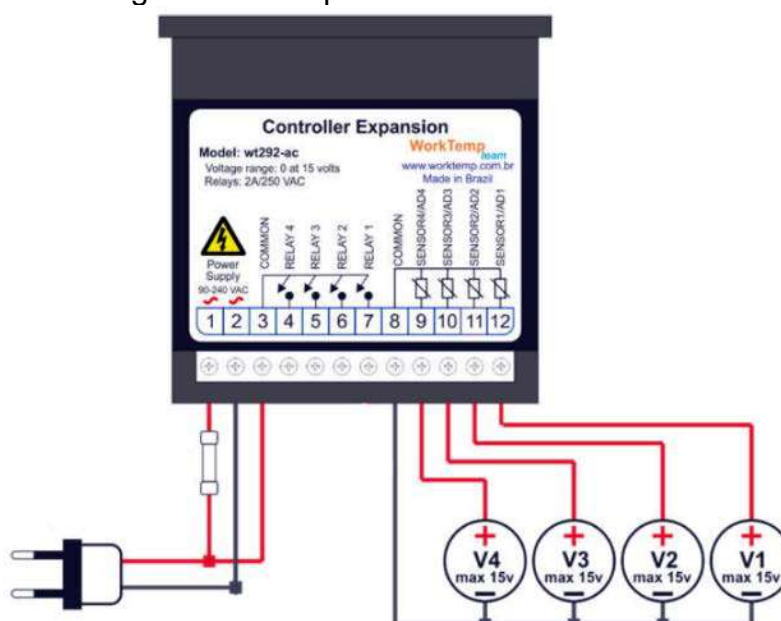 Controller Expansion
Model: wt292-ac
Voltage range: 0 at 15 volts
Relays: 2A/250 VAC
WorkTemp
team
www.worktemp.com.br
Made in Brazil
Power
Supply
90-240 VAC
COMMON
RELAY 4
RELAY 3
RELAY 2
RELAY 1
COMMON
SENSOR4/AD4
SENSOR3/AD3
SENSOR2/AD2
SENSOR1/AD1
1 2 3 4 5 6 7 8 9 10 11 12
+ + + +
V4 V3 V2 V1
max 15v max 15v max 15v max 15v